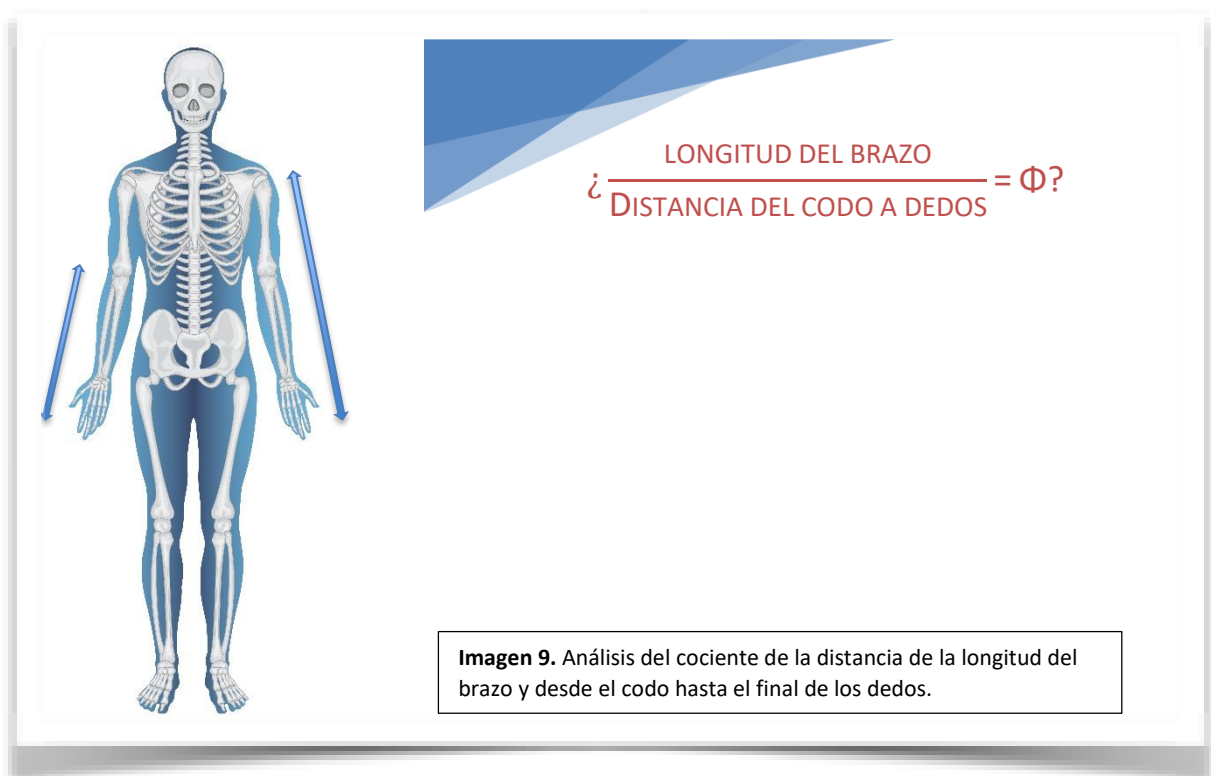 LONGITUD DEL BRAZO
¿ = Φ?
DISTANCIA DEL CODO A DEDOS
Imagen 9. Análisis del cociente de la distancia de la longitud del
brazo y desde el codo hasta el final de los dedos.